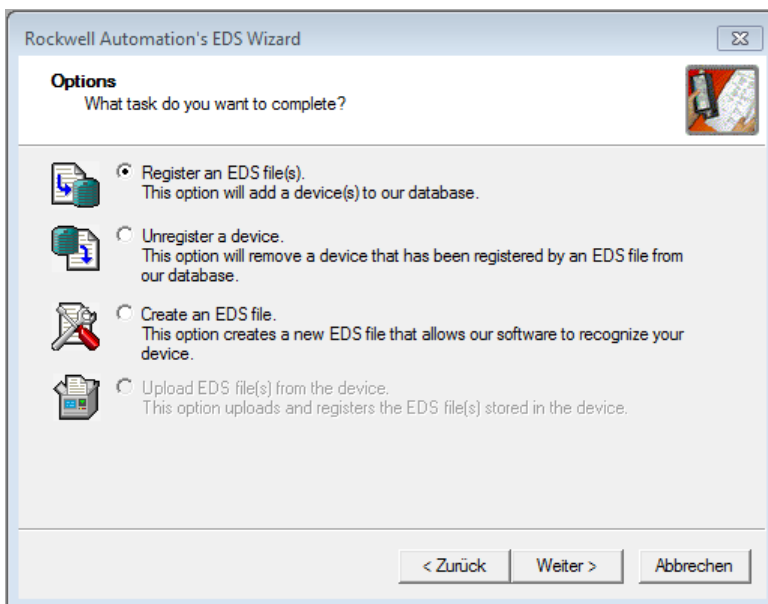 Rockwell Automation's EDS Wizard
Options
What task do you want to complete?
Register an EDS file(s).
This option will add a device(s) to our database.
Unregister a device.
This option will remove a device that has been registered by an EDS file from
our database.
Create an EDS file.
This option creates a new EDS file that allows our software to recognize your
device.
Upload EDS file(s) from the device.
This option uploads and registers the EDS file(s) stored in the device.
< Zurück
Weiter >
Abbrechen